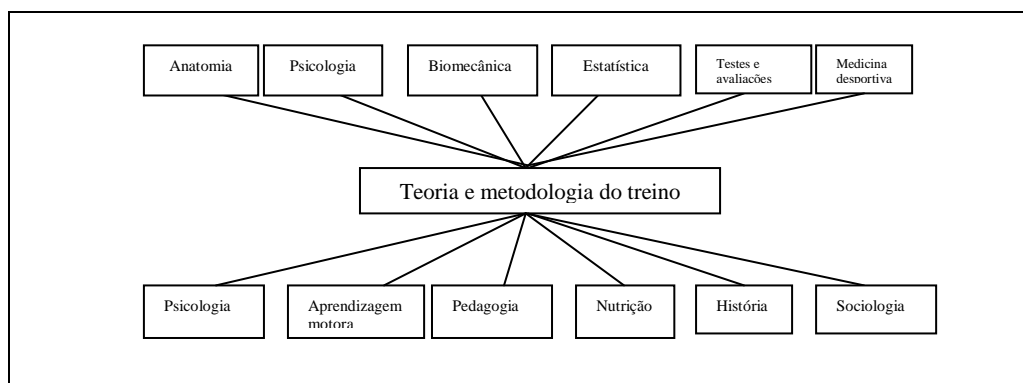 Anatomia
Psicologia
Biomecânica
Estatística
Testes e
avaliações
Medicina
desportiva
Teoria e metodologia do treino
Psicologia
Aprendizagem
motora
Pedagogia
Nutrição
História
Sociologia